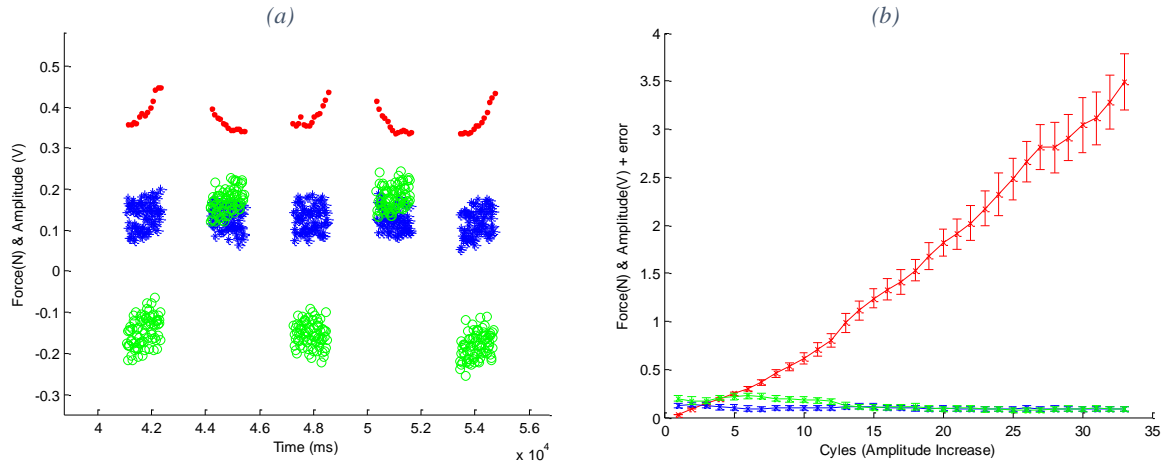 (a)
0.5
0.4
0.3
0.2
0.1
0
-0.1
-0.2
-0.3
Force(N) & Amplitude (V)
4 4.2 4.4 4.6 4.8 5 5.2 5.4 5.6
Time (ms)
x 10^4
(b)
4
3.5
3
2.5
2
1.5
1
0.5
0
Force(N) & Amplitude(V) + error
0 5 10 15 20 25 30 35
Cyles (Amplitude Increase)